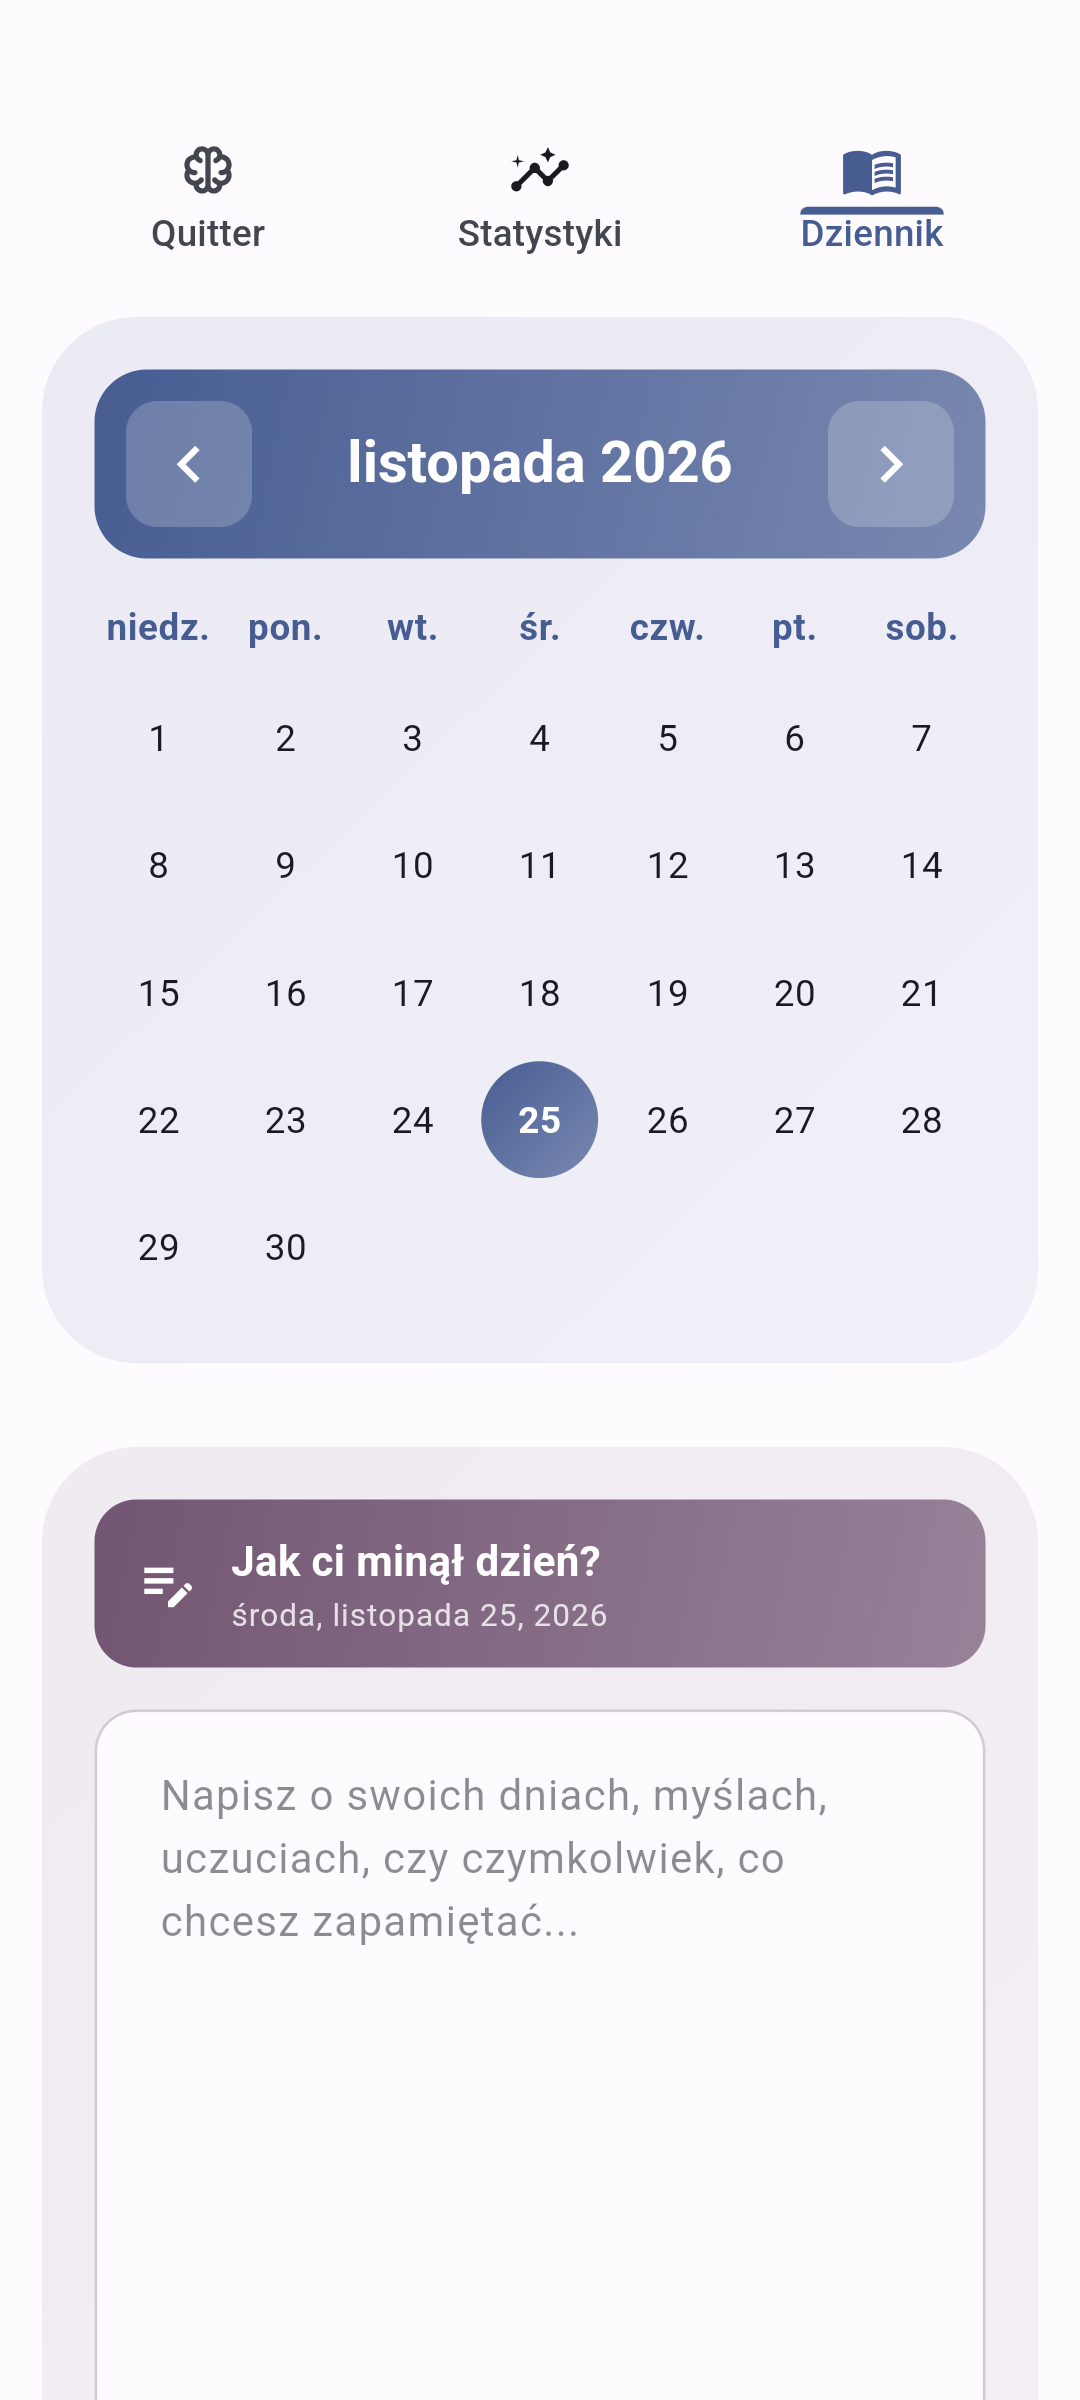 Quitter Statystyki Dziennik
listopada 2026
niedz. pon. wt. śr. czw. pt. sob.
1 2 3 4 5 6 7
8 9 10 11 12 13 14
15 16 17 18 19 20 21
22 23 24 25 26 27 28
29 30
Jak ci minął dzień?
środa, listopada 25, 2026
Napisz o swoich dniach, myślach,
uczuciach, czy czymkolwiek, co
chcesz zapamiętać...